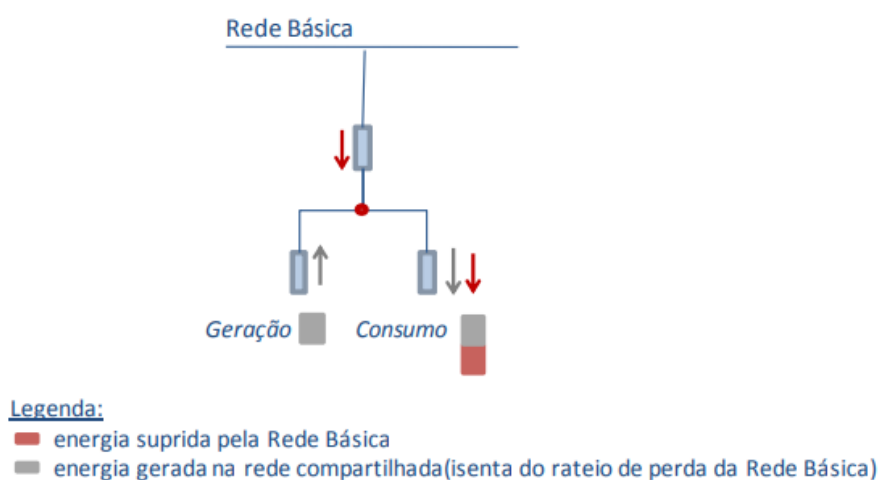 Rede Básica
Geração
Consumo
Legenda:
energia suprida pela Rede Básica
energia gerada na rede compartilhada(isenta do rateio de perda da Rede Básica)